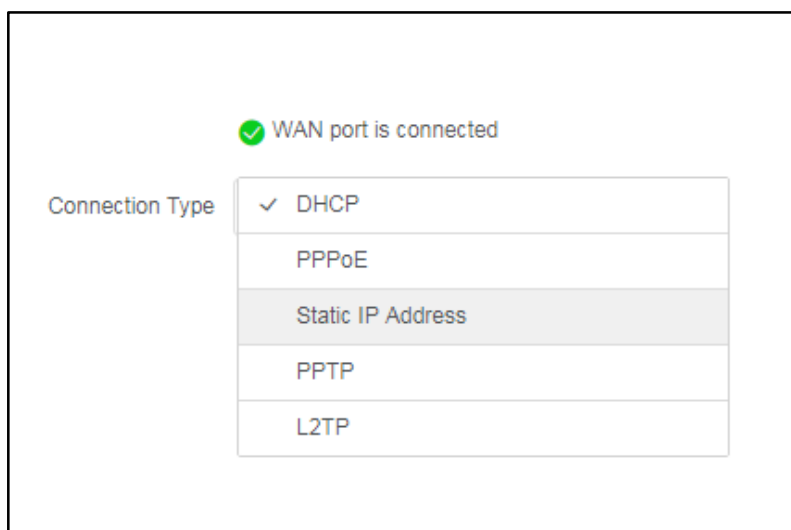 WAN port is connected
Connection Type
DHCP
PPPoE
Static IP Address
PPTP
L2TP